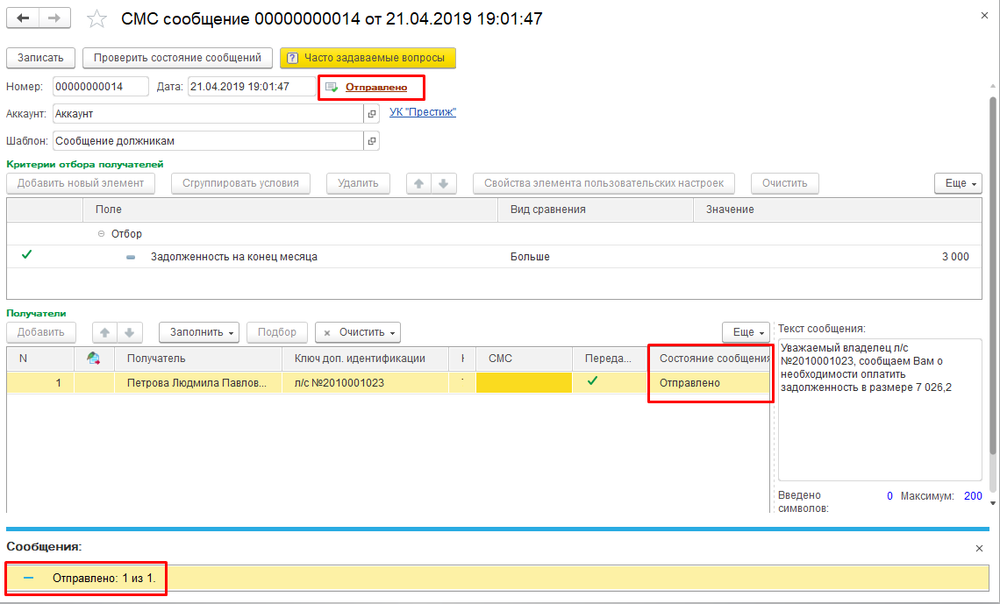 СМС сообщение 00000000014 от 21.04.2019 19:01:47
Записать Проверить состояние сообщений ? Часто задаваемые вопросы
Номер: 00000000014 Дата: 21.04.2019 19:01:47 Отправлено
Аккаунт: Аккаунт УК "Престиж"
Шаблон: Сообщение должникам
Критерии отбора получателей
Добавить новый элемент Сгруппировать условия Удалить Свойства элемента пользовательских настроек Очистить Еще
Поле Вид сравнения Значение
Отбор
Задолженность на конец месяца Больше 3 000
Получатели
Добавить Заполнить Подбор Очистить Еще
N Получатель Ключ доп. идентификации СМС Переда... Состояние сообщения
1 Петрова Людмила Павлов... л/с №2010001023 Отправлено
Текст сообщения:
Уважаемый владелец л/с
№2010001023, сообщаем Вам о
необходимости оплатить
задолженность в размере 7 026,2
Введено
символов: 0 Максимум: 200
Сообщения:
Отправлено: 1 из 1.